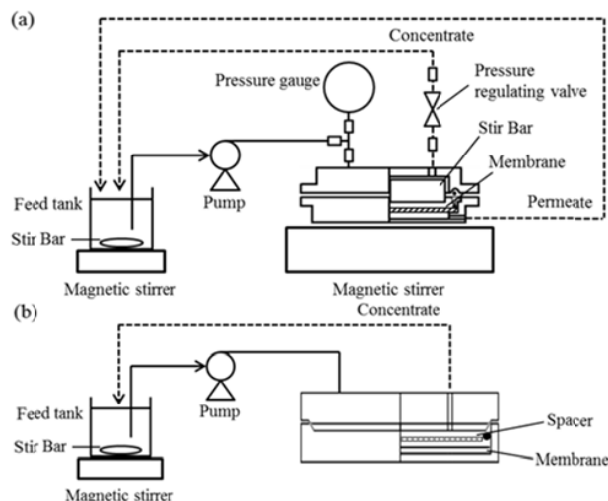 (a)
Concentrate
Pressure gauge
Pressure
regulating valve
Stir Bar
Membrane
Feed tank
Pump
Permeate
Stir Bar
Magnetic stirrer
Magnetic stirrer
(b)
Concentrate
Feed tank
Pump
Spacer
Stir Bar
Membrane
Magnetic stirrer